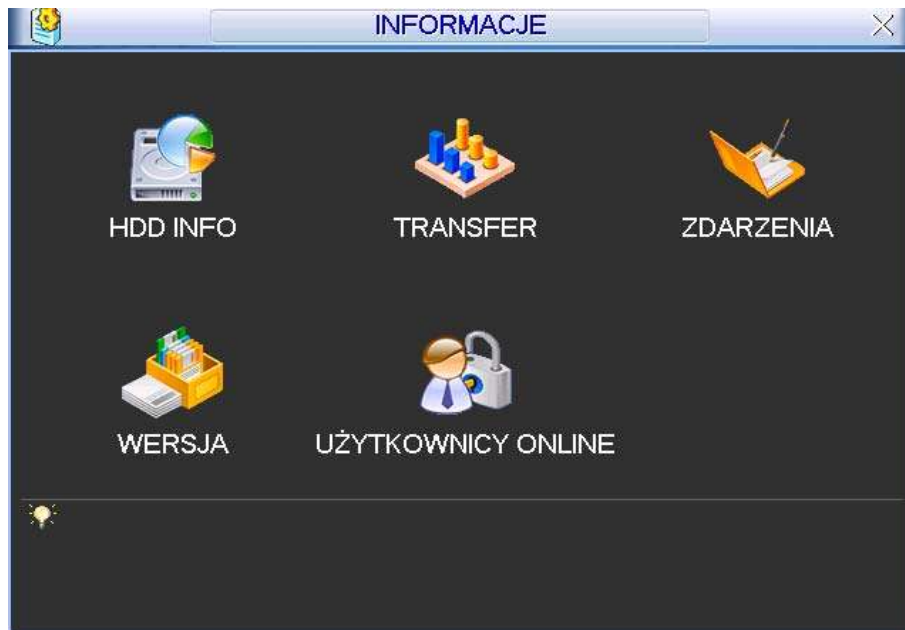 INFORMACJE
HDD INFO
TRANSFER
ZDARZENIA
WERSJA
UŻYTKOWNICY ONLINE